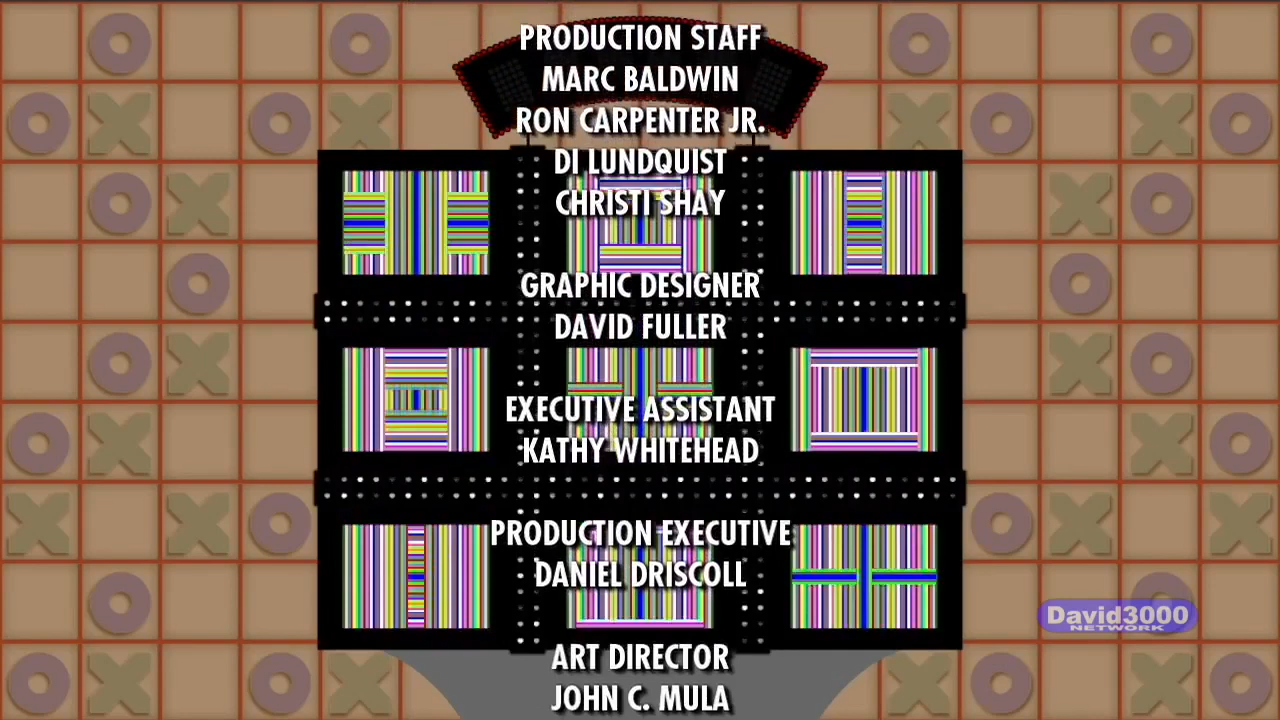 PRODUCTION STAFF
MARC BALDWIN
RON CARPENTER JR.
DI LUNDQUIST
CHRISTI SHAY
GRAPHIC DESIGNER
DAVID FULLER
EXECUTIVE ASSISTANT
KATHY WHITEHEAD
PRODUCTION EXECUTIVE
DANIEL DRISCOLL
David3000
NETWORK
ART DIRECTOR
JOHN C. MULA